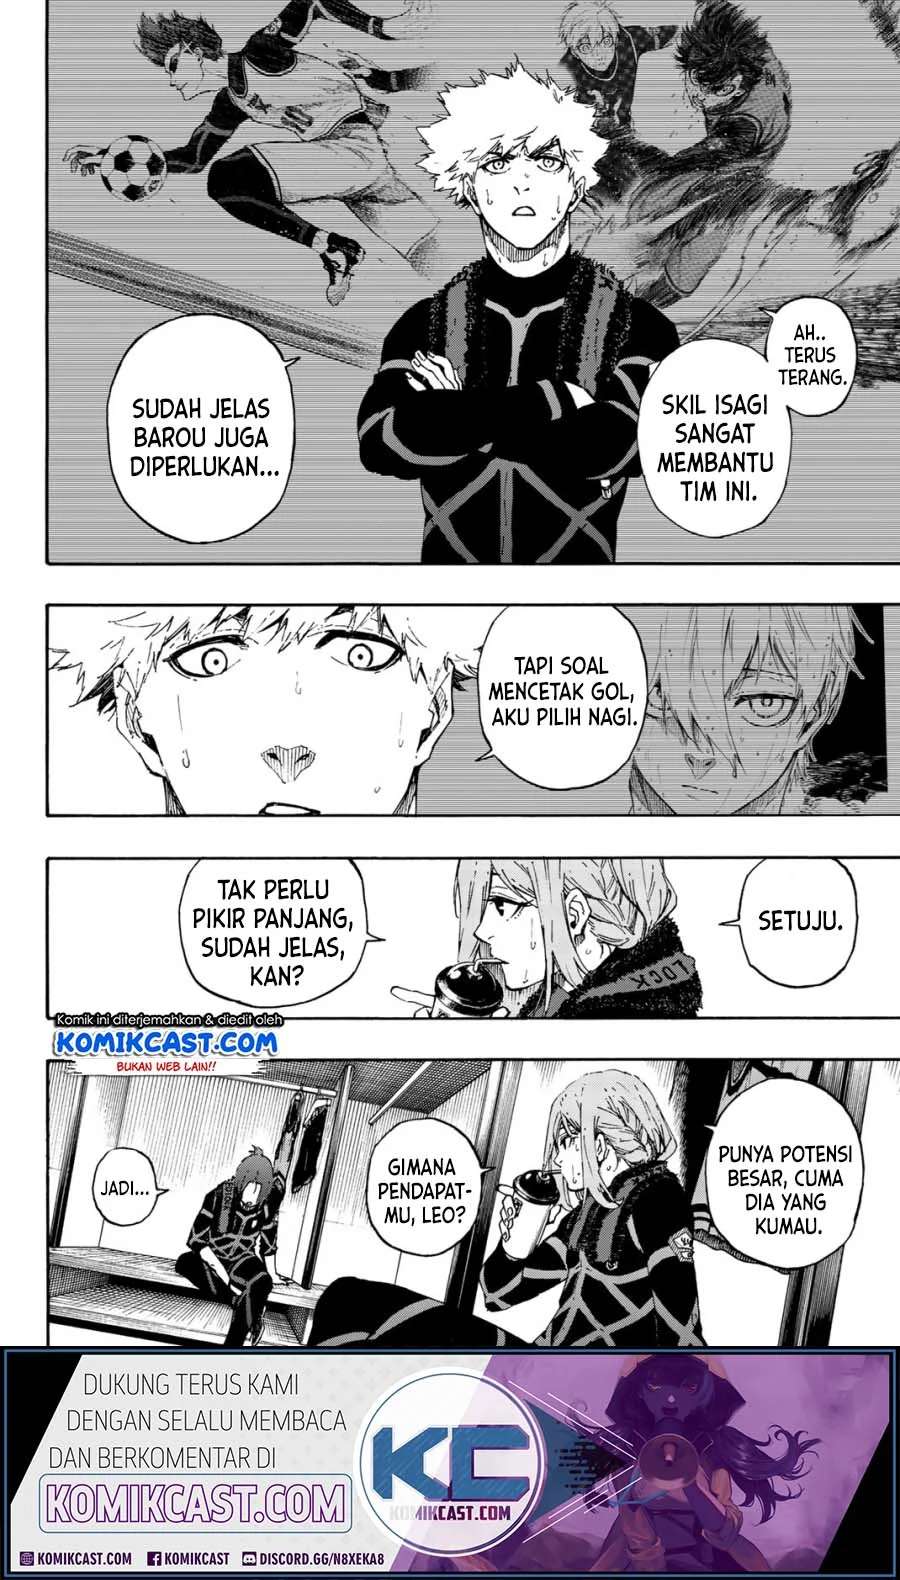 AH..
TERUS
TERANG.
SKIL ISAGI
SANGAT
MEMBANTU
TIM INI.
SUDAH JELAS
BAROU JUGA
DIPERLUKAN...
TAPI SOAL
MENCETAK GOL,
AKU PILIH NAGI.
SETUJU.
TAK PERLU
PIKIR PANJANG,
SUDAH JELAS,
KAN?
LOCK
Komik ini diterjemahkan & diedit oleh
KOMIKCAST.COM
BUKAN WEB LAIN!!
PUNYA POTENSI
BESAR, CUMA
DIA YANG
KUMAU.
GIMANA
PENDAPAT-
MU, LEO?
JADI...
DUKUNG TERUS KAMI
DENGAN SELALU MEMBACA
DAN BERKOMENTAR DI
KOMIKCAST.COM
KC
KOMIKCAST.COM
KOMIKCAST.COM KOMIKCAST DISCORD.GG/N8XEKA8